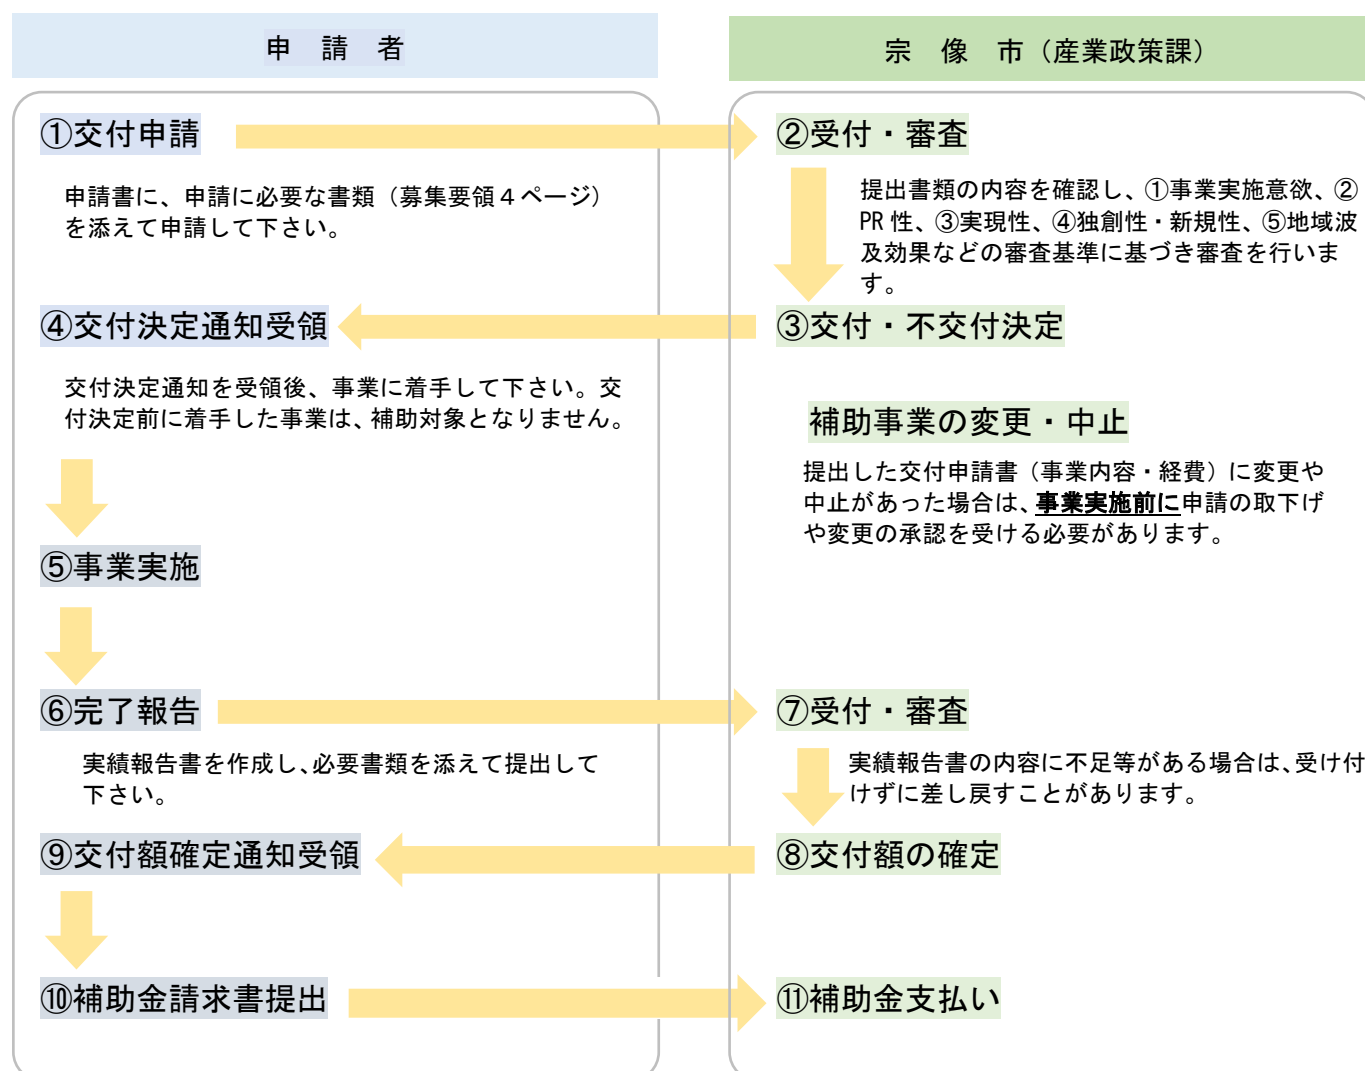 申　請　者
宗　像　市（産業政策課）
①交付申請
②受付・審査
申請書に、申請に必要な書類（募集要領４ページ）
を添えて申請して下さい。
提出書類の内容を確認し、①事業実施意欲、②
PR 性、③実現性、④独創性・新規性、⑤地域波
及効果などの審査基準に基づき審査を行いま
す。
④交付決定通知受領
③交付・不交付決定
交付決定通知を受領後、事業に着手して下さい。交
付決定前に着手した事業は、補助対象となりません。
補助事業の変更・中止
提出した交付申請書（事業内容・経費）に変更や
中止があった場合は、事業実施前に申請の取下げ
や変更の承認を受ける必要があります。
⑤事業実施
⑥完了報告
⑦受付・審査
実績報告書を作成し、必要書類を添えて提出して
下さい。
実績報告書の内容に不足等がある場合は、受け付
けずに差し戻すことがあります。
⑨交付額確定通知受領
⑧交付額の確定
⑩補助金請求書提出
⑪補助金支払い